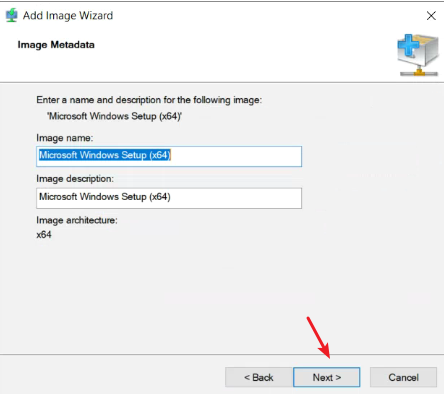 Add Image Wizard
Image Metadata
Enter a name and description for the following image:
'Microsoft Windows Setup (x64)'
Image name:
Microsoft Windows Setup (x64)
Image description:
Microsoft Windows Setup (x64)
Image architecture:
x64
< Back Next > Cancel